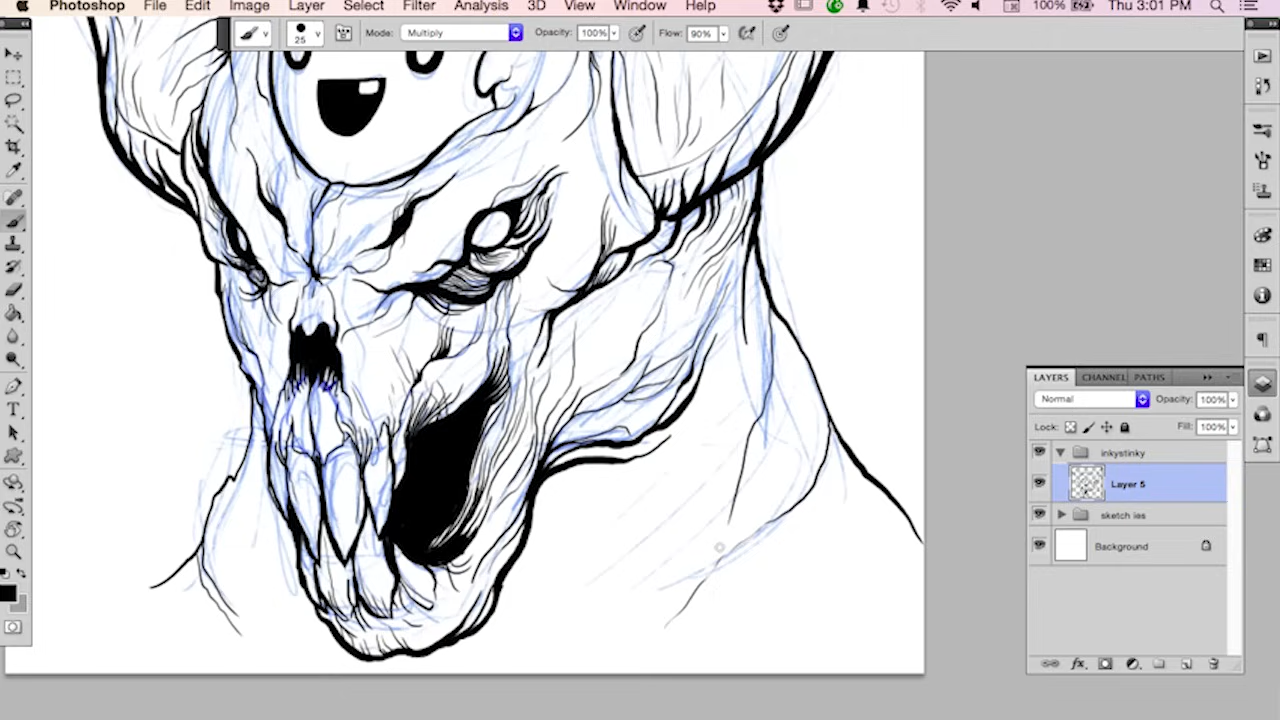 Photoshop File Edit Image Layer Select Filter Analysis 3D View Window Help 100% Thu 3:01 PM
25 Mode: Multiply Opacity: 100% Flow: 90%
LAYERS CHANNEL PATHS
Normal Opacity: 100%
Lock: Fill: 100%
inkystinky
Layer 5
sketch ies
Background